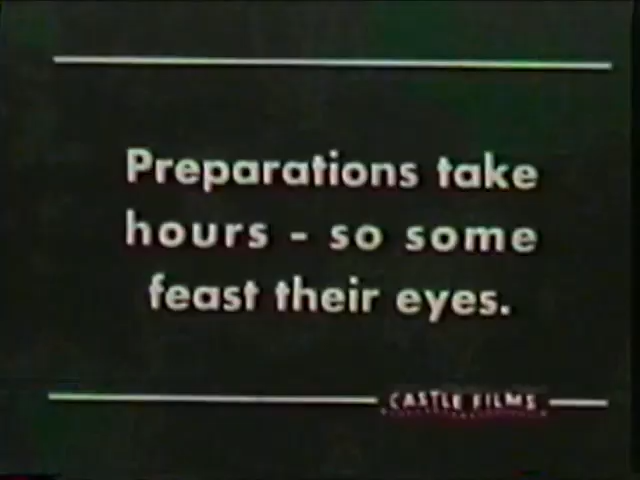 Preparations take
hours - so some
feast their eyes.
CASTLE FILMS